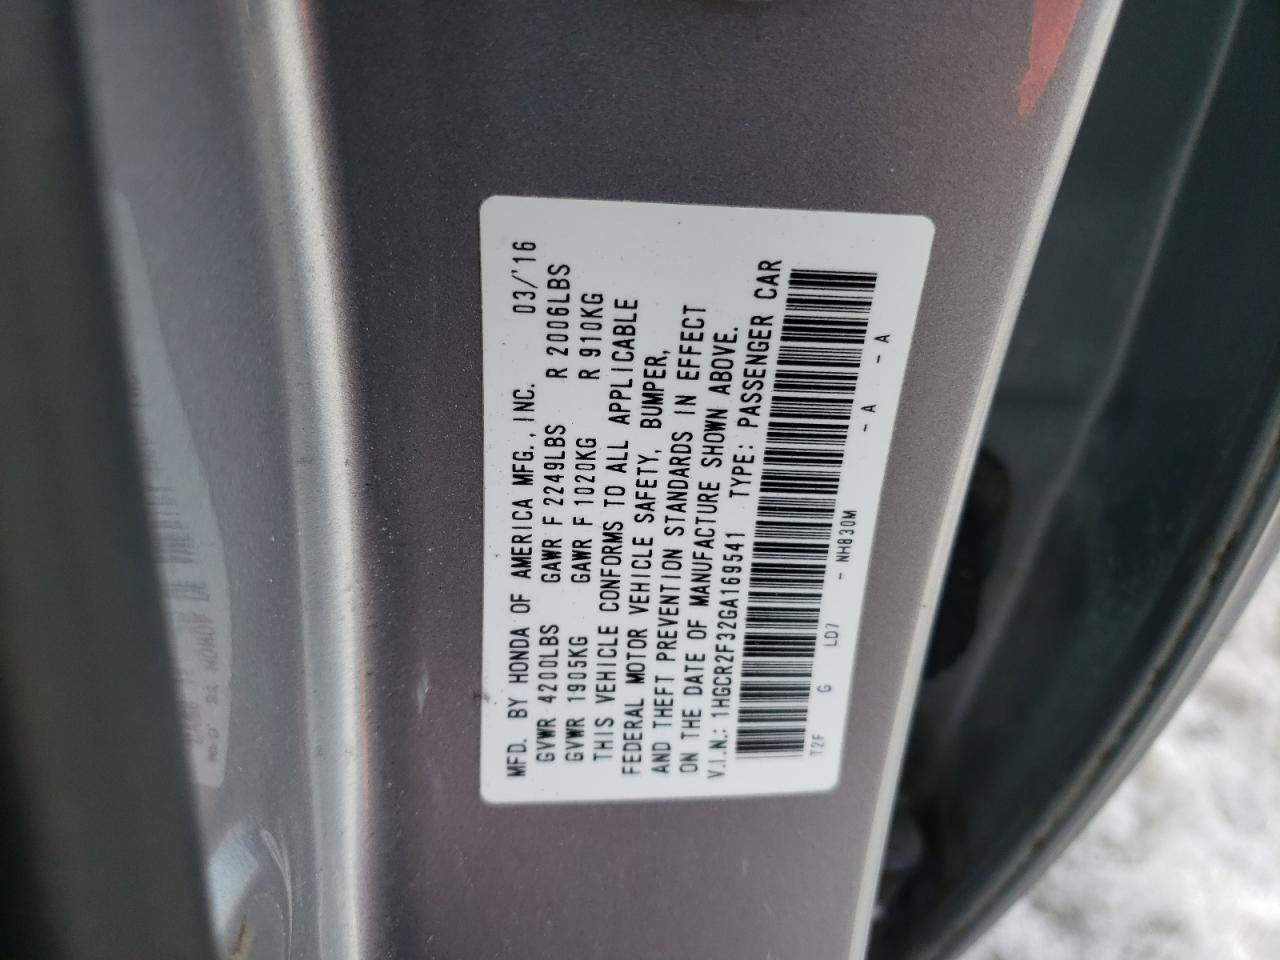 MFD. BY HONDA OF AMERICA MFG., INC. 03/'16
GVWR 4200LBS GAWR F 2249LBS R 2006LBS
GVWR 1905KG GAWR F 1020KG R 910KG
THIS VEHICLE CONFORMS TO ALL APPLICABLE
FEDERAL MOTOR VEHICLE SAFETY, BUMPER,
AND THEFT PREVENTION STANDARDS IN EFFECT
ON THE DATE OF MANUFACTURE SHOWN ABOVE.
V.I.N.: 1HGCR2F32GA169541 TYPE: PASSENGER CAR
T2F G LD7 - NH830M - A - A